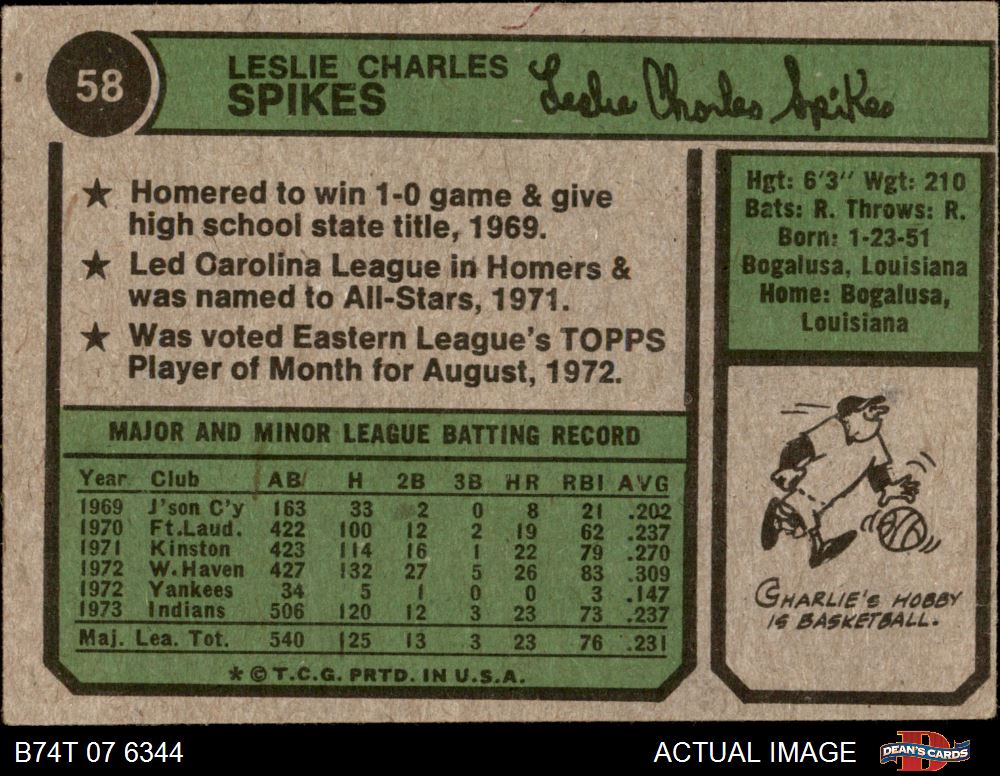 58
LESLIE CHARLES
SPIKES
Leslie Charles Spikes
★ Homered to win 1-0 game & give
high school state title, 1969.
★ Led Carolina League in Homers &
was named to All-Stars, 1971.
★ Was voted Eastern League's TOPPS
Player of Month for August, 1972.
Hgt: 6'3" Wgt: 210
Bats: R. Throws: R.
Born: 1-23-51
Bogalusa, Louisiana
Home: Bogalusa,
Louisiana
MAJOR AND MINOR LEAGUE BATTING RECORD
Year Club AB H 2B 3B HR RBI AVG
1969 J'son C'y 163 33 2 0 8 21 .202
1970 Ft.Laud. 422 100 12 2 19 62 .237
1971 Kinston 423 114 16 1 22 79 .270
1972 W.Haven 427 132 27 5 26 83 .309
1972 Yankees 34 5 1 0 0 3 .147
1973 Indians 506 120 12 3 23 73 .237
Maj. Lea. Tot. 540 125 13 3 23 76 .231
* © T.C.G. PRTD. IN U.S.A.
CHARLIE'S HOBBY
IS BASKETBALL.
B74T 07 6344
ACTUAL IMAGE
DEAN'S CARDS